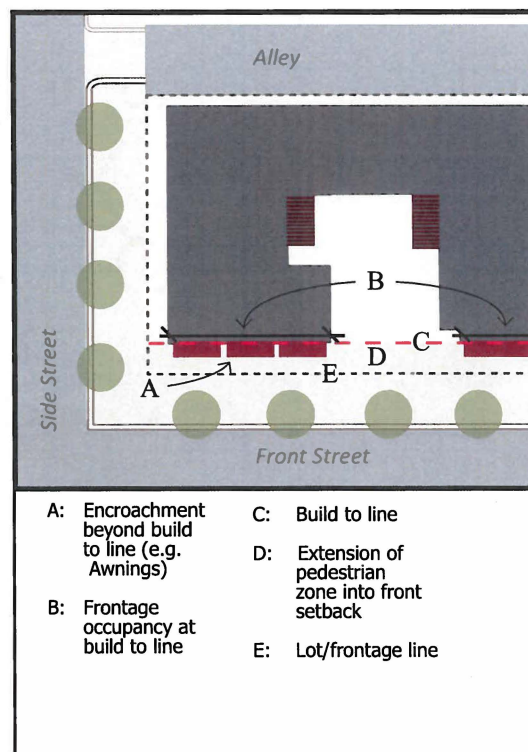 Alley
B
C
D
E
A
Side Street
Front Street
A: Encroachment
beyond build
to line (e.g.
Awnings)
B: Frontage
occupancy at
build to line
C: Build to line
D: Extension of
pedestrian
zone into front
setback
E: Lot/frontage line